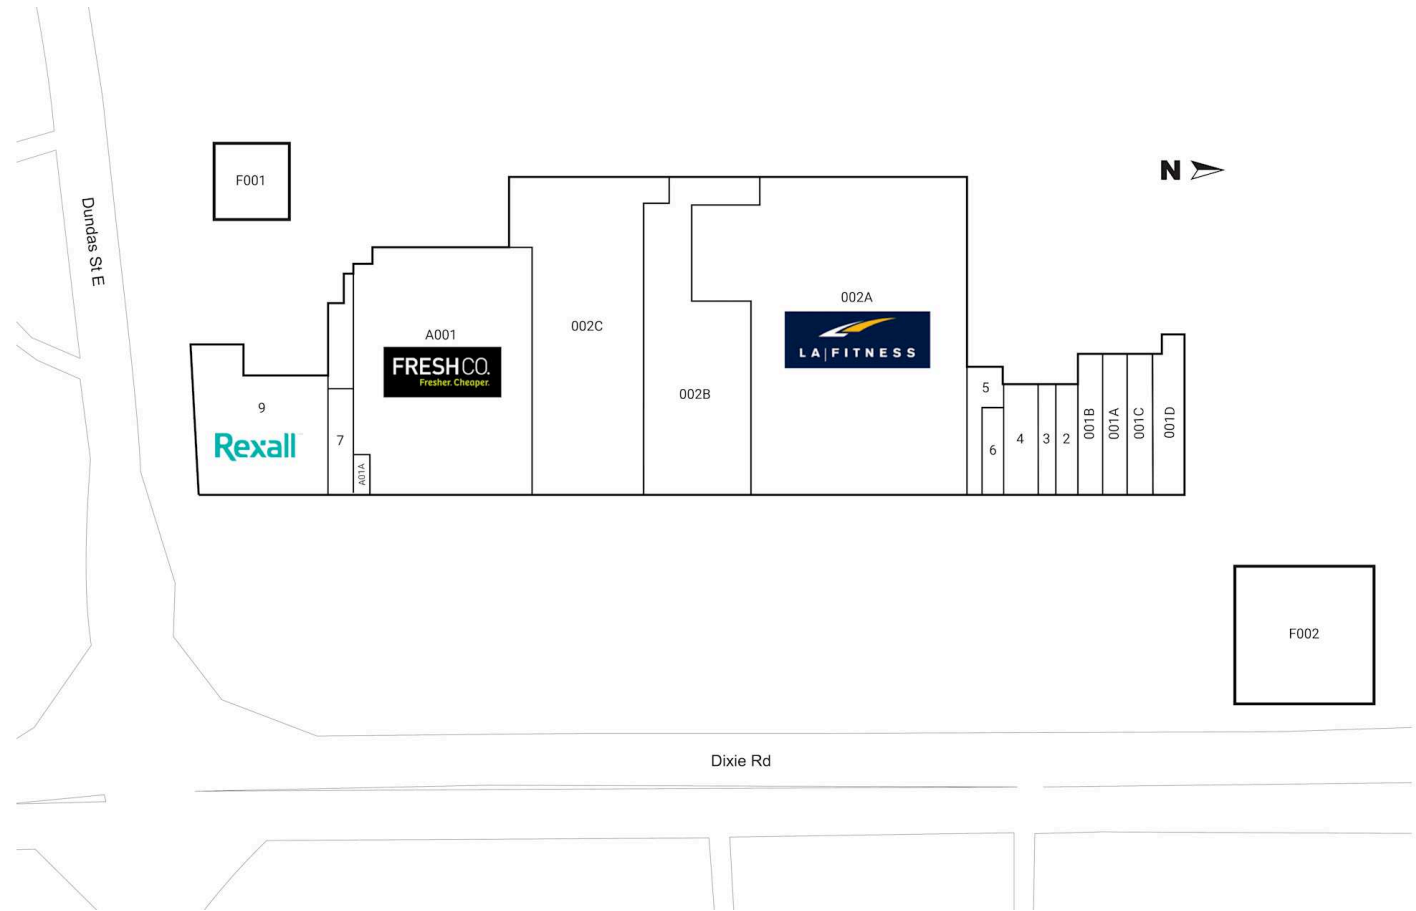 F001
N
Dundas St E
002A
LA|FITNESS
002C
A001
FRESHCO.
Fresher. Cheaper.
5
002B
9
Rexall
7
A01A
6
4
3
2
001B
001A
001C
001D
F002
Dixie Rd